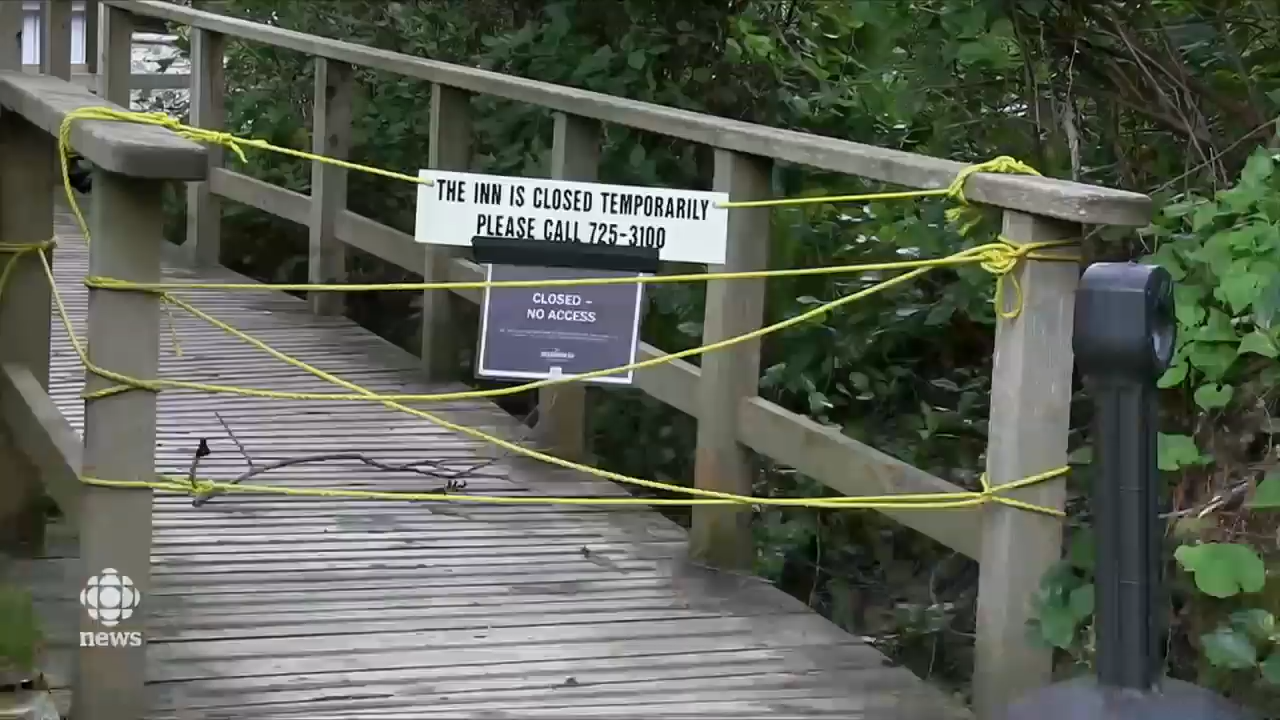 THE INN IS CLOSED TEMPORARILY
PLEASE CALL 725-3100
CLOSED –
NO ACCESS
news